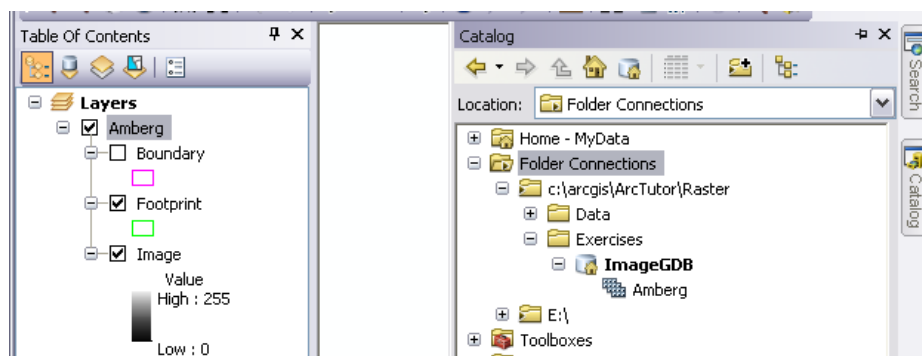 Table Of Contents
Layers
Amberg
Boundary
Footprint
Image
Value
High : 255
Low : 0
Catalog
Location: Folder Connections
Home - MyData
Folder Connections
c:\arcgis\ArcTutor\Raster
Data
Exercises
ImageGDB
Amberg
E:\
Toolboxes
Search
Catalog